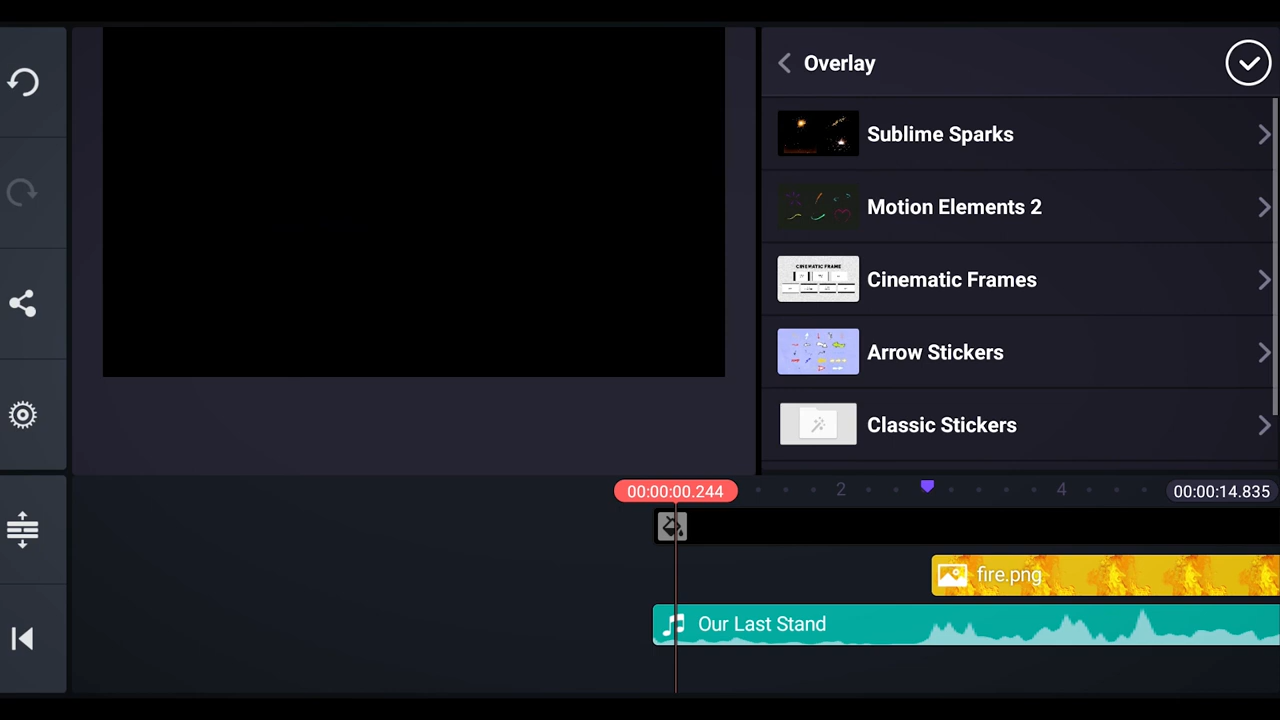 Overlay
Sublime Sparks
Motion Elements 2
CINEMATIC FRAME
Cinematic Frames
Arrow Stickers
Classic Stickers
00:00:00.244
2
4
00:00:14.835
fire.png
Our Last Stand